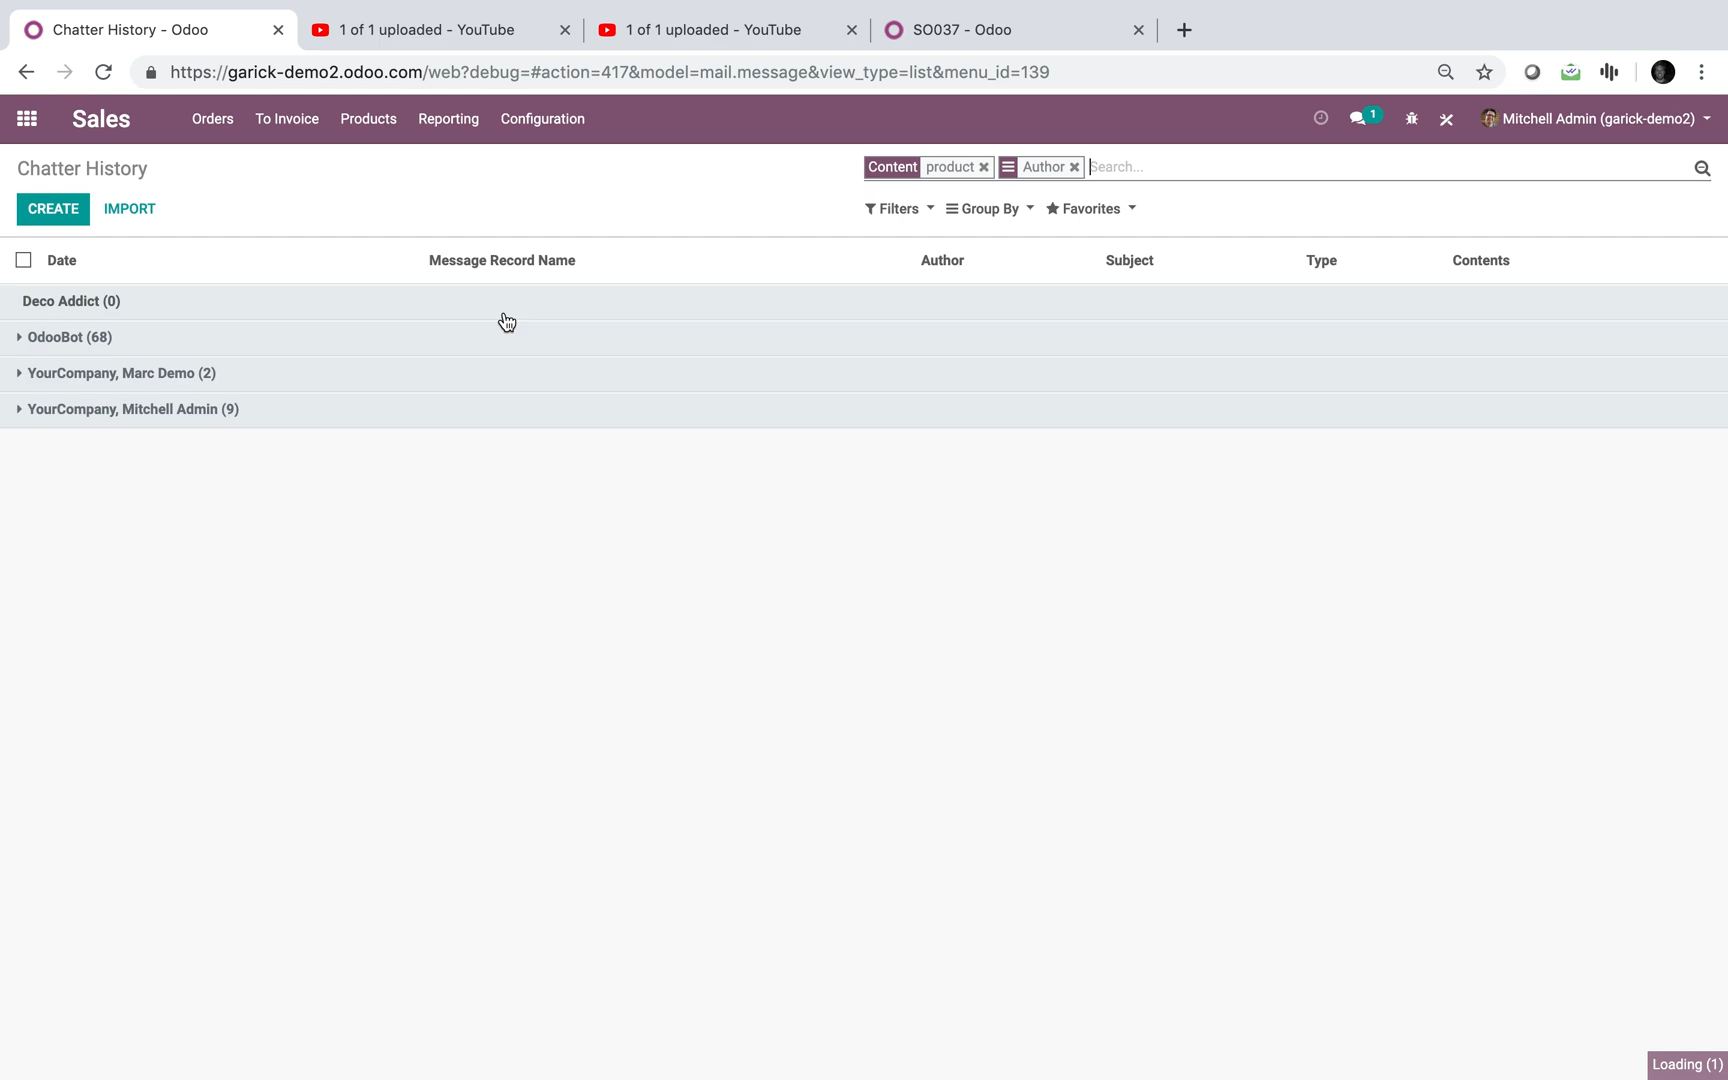 Chatter History - Odoo
1 of 1 uploaded - YouTube
1 of 1 uploaded - YouTube
SO037 - Odoo
https://garick-demo2.odoo.com/web?debug=#action=417&model=mail.message&view_type=list&menu_id=139
Sales Orders To Invoice Products Reporting Configuration 1 Mitchell Admin (garick-demo2)
Chatter History
Content product Author Search...
CREATE IMPORT
Filters Group By Favorites
Date Message Record Name Author Subject Type Contents
Deco Addict (0)
OdooBot (68)
YourCompany, Marc Demo (2)
YourCompany, Mitchell Admin (9)
Loading (1)